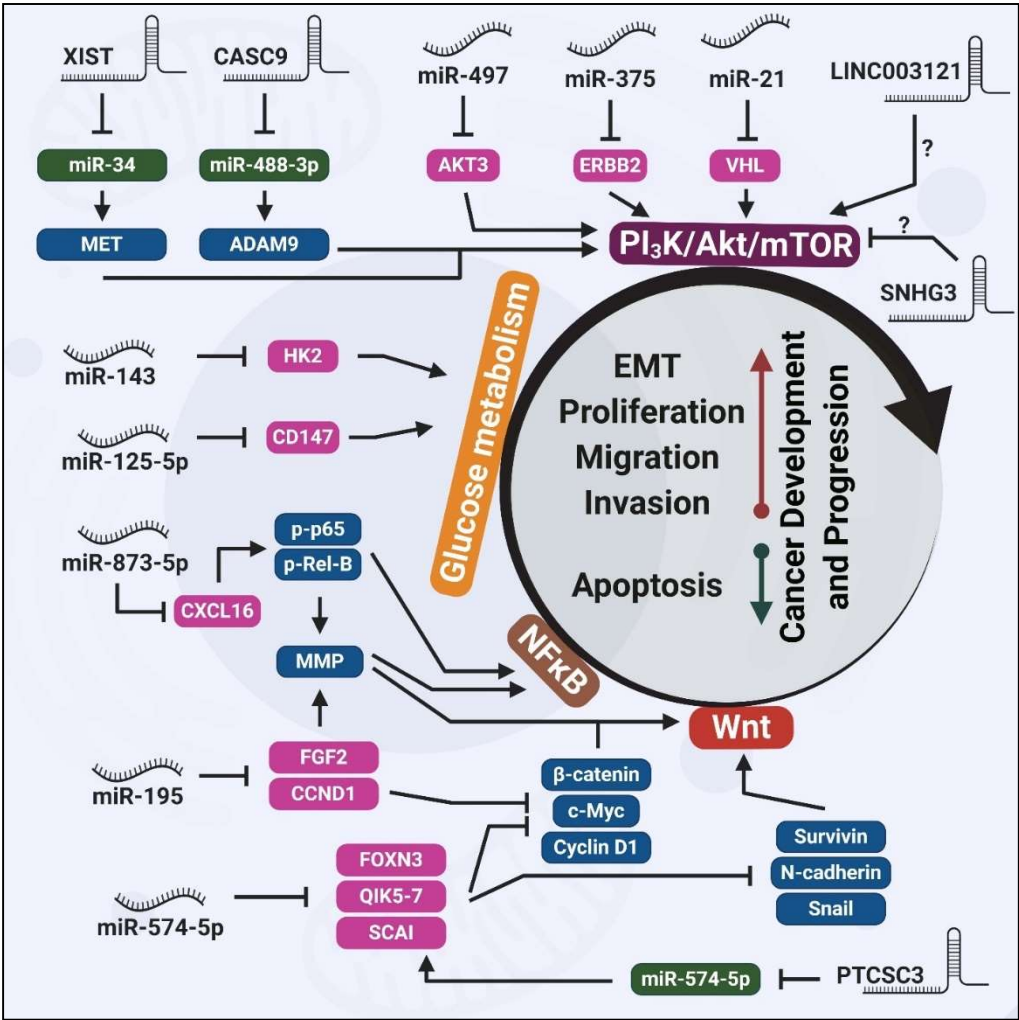 XIST
CASC9
miR-497
miR-375
miR-21
LINC003121
miR-34
miR-488-3p
AKT3
ERBB2
VHL
?
MET
ADAM9
PI₃K/Akt/mTOR
?
SNHG3
Glucose metabolism
miR-143
HK2
miR-125-5p
CD147
EMT
Proliferation
Migration
Invasion
Apoptosis
Cancer Development
and Progression
miR-873-5p
p-p65
p-Rel-B
CXCL16
MMP
NFκB
Wnt
miR-195
FGF2
CCND1
β-catenin
c-Myc
Cyclin D1
Survivin
N-cadherin
Snail
miR-574-5p
FOXN3
QIK5-7
SCAI
miR-574-5p
PTCSC3